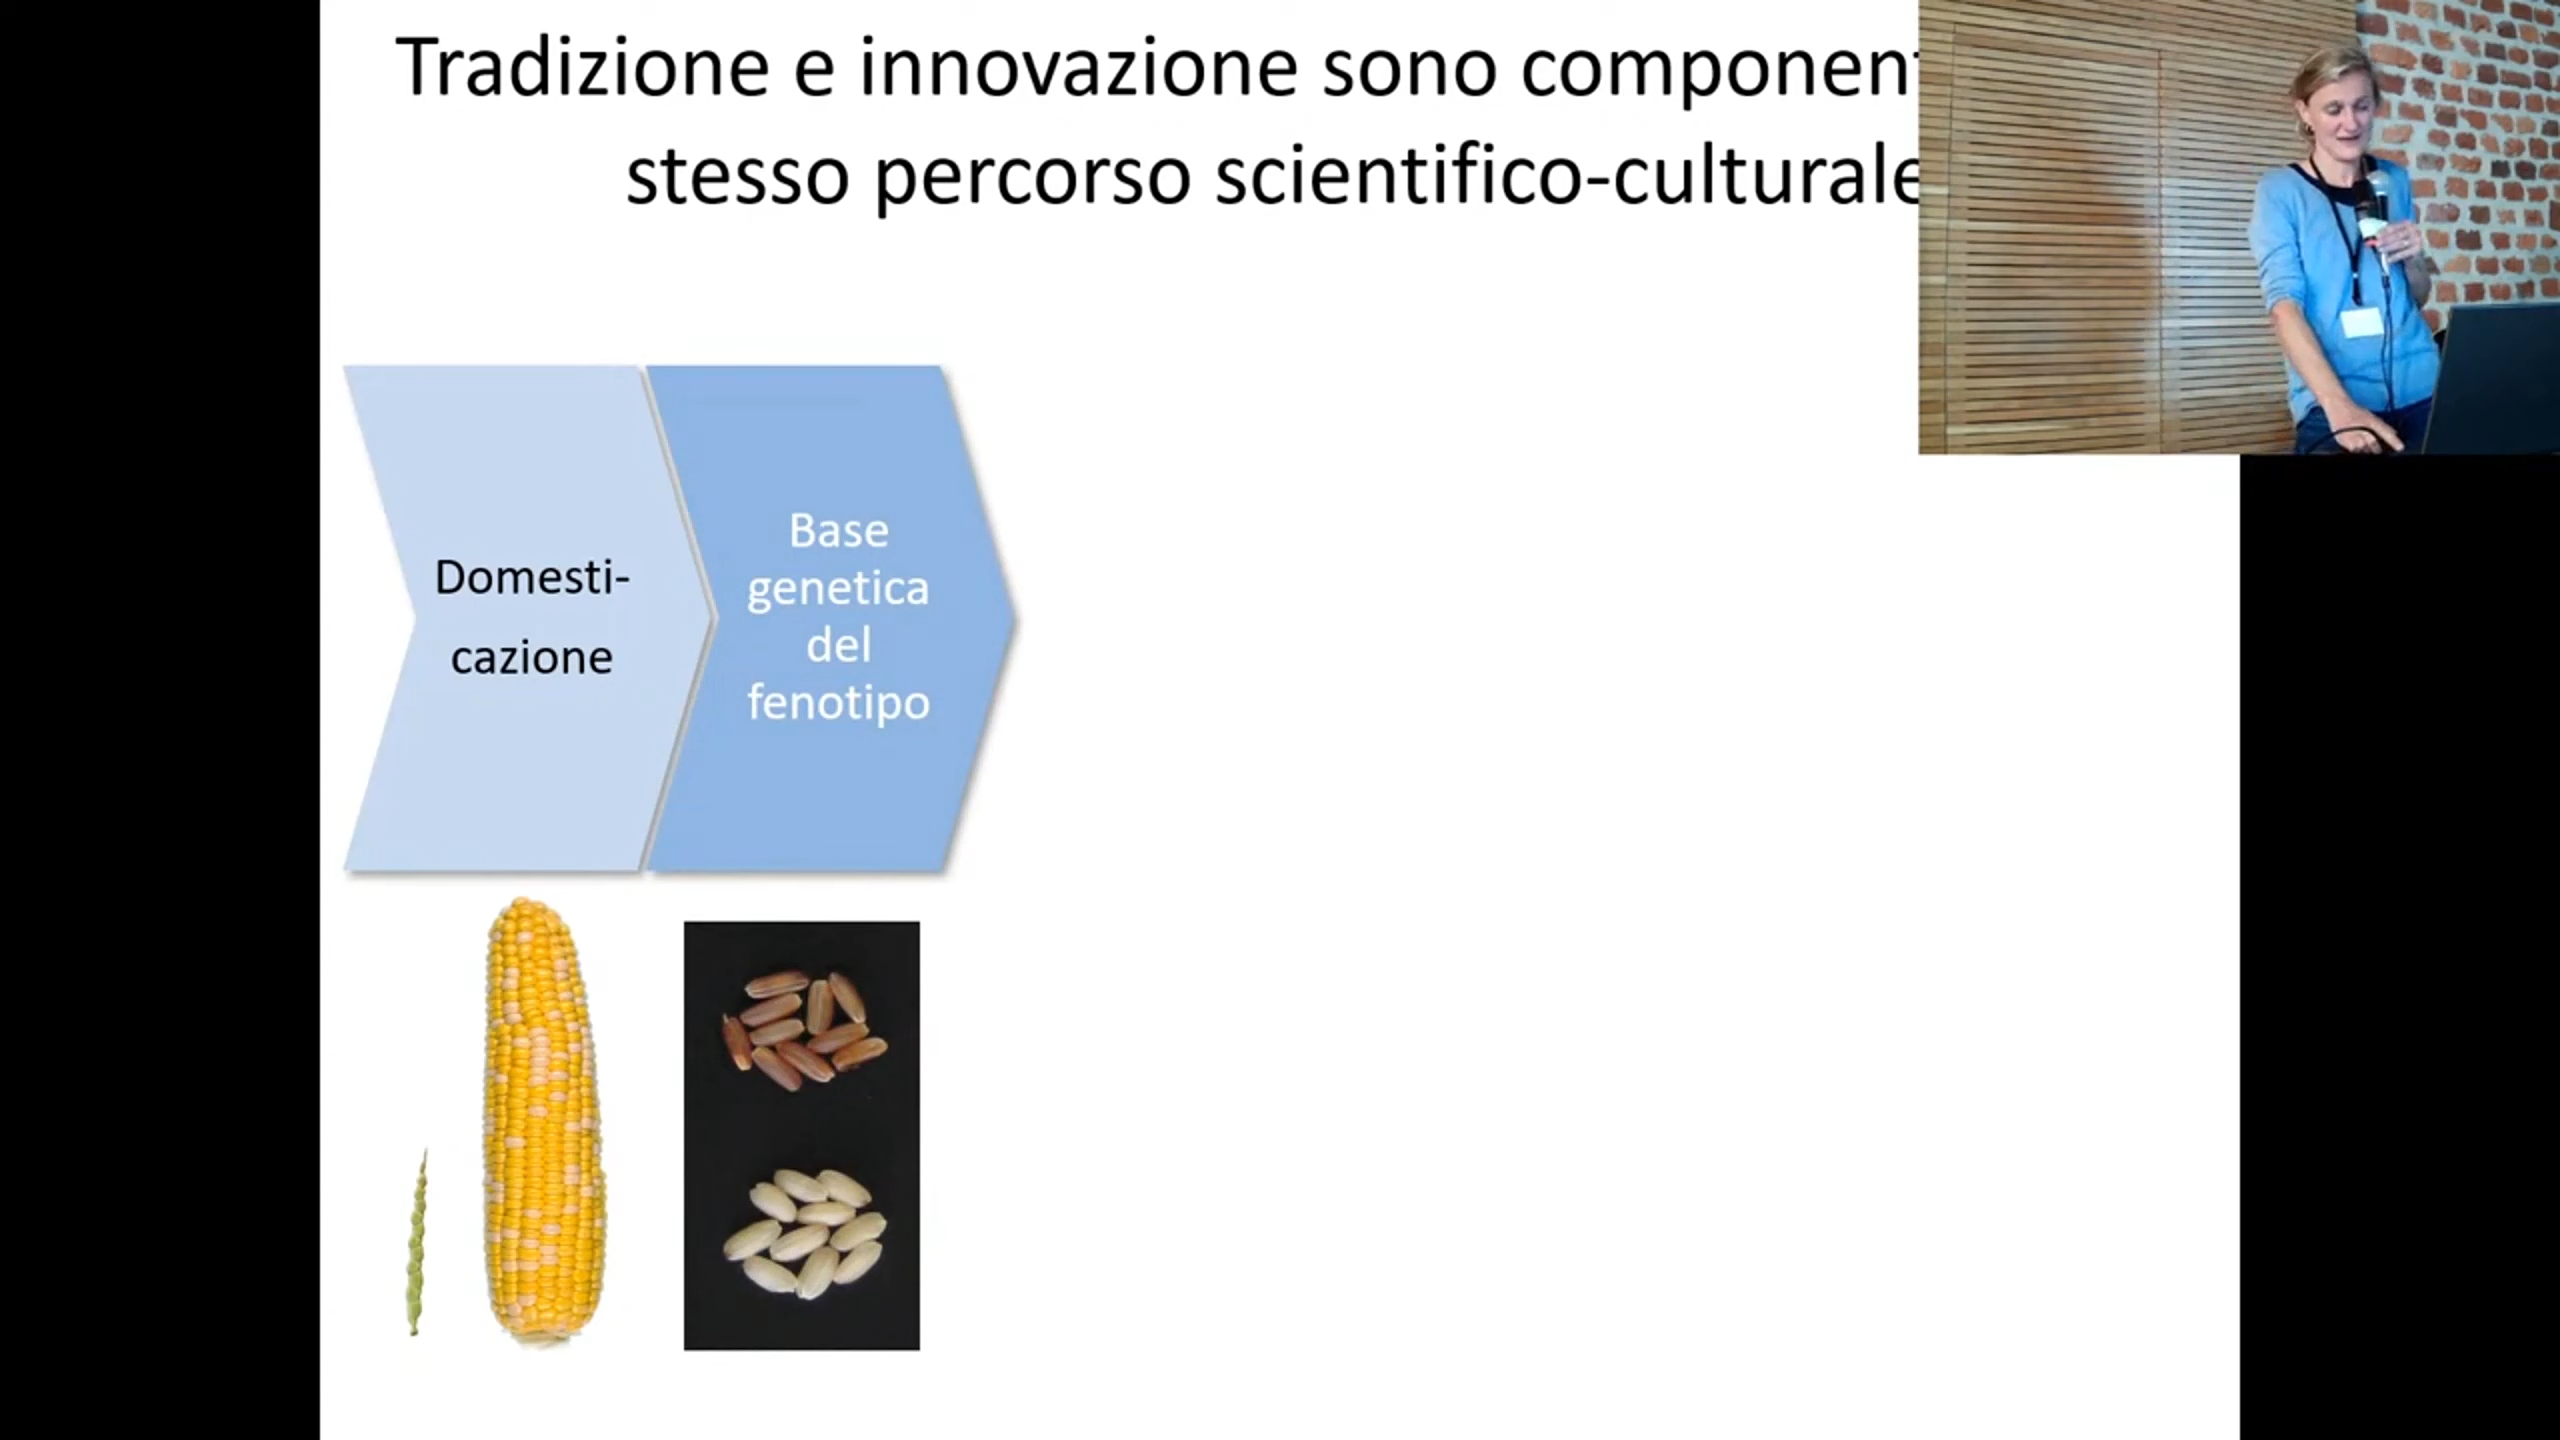 Tradizione e innovazione sono component
stesso percorso scientifico-culturale
Domesti-
cazione
Base
genetica
del
fenotipo